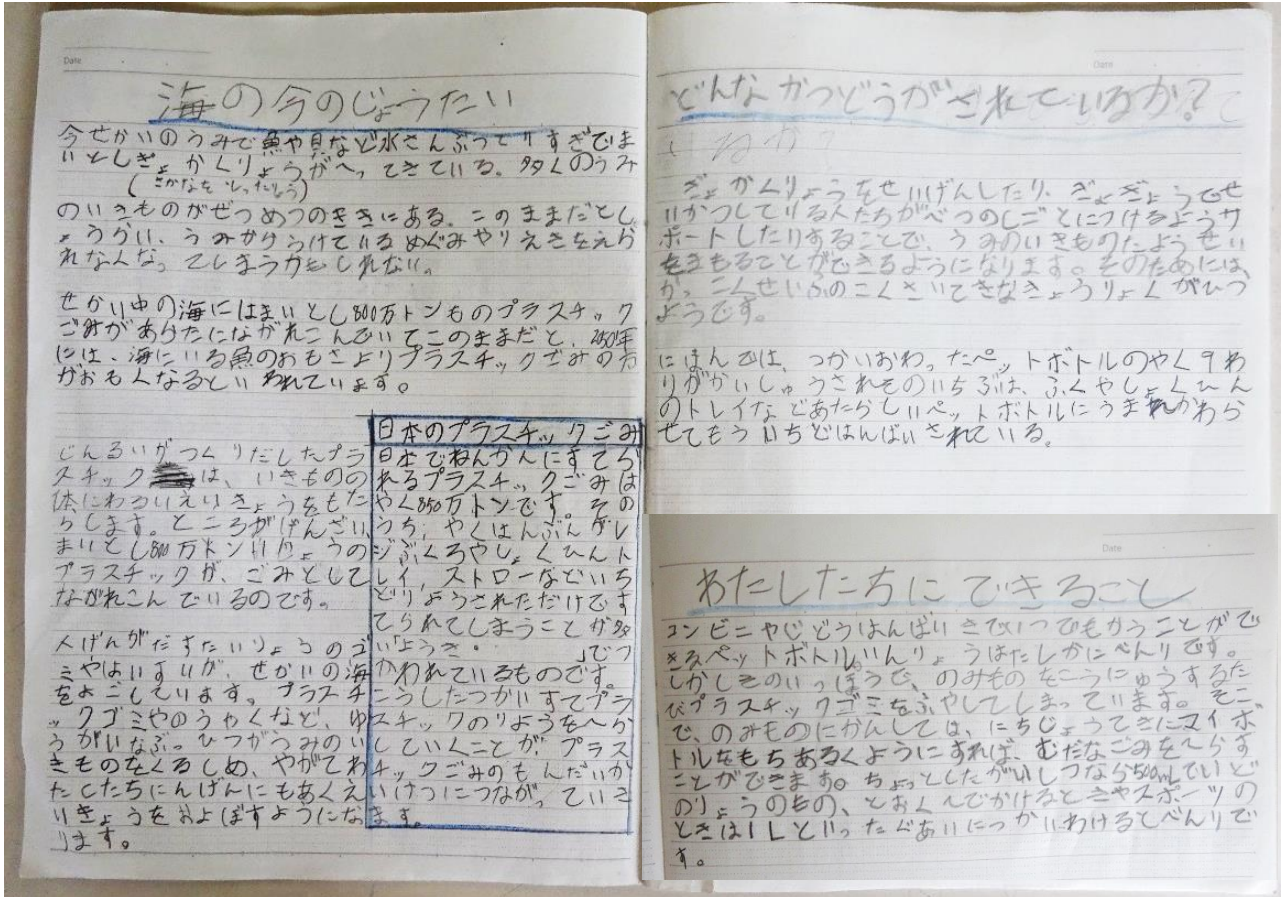 Date
海の今のじょうたい
今せかいのうみで魚や貝など水さんぶつとりすぎでま
いとしぎょかくりょうがへってきている。多くのうみ
(さかなをとったりょう)
のいきものがぜつめつのききにある。このままだとし
ょうらい、うみからうけているめぐみやりえきをえら
れなくなってしまうかもしれない。
せかい中の海にはまいとし800万トンものプラスチック
ごみがあらたにながれこんでいてこのままだと、2050年
には、海にいる魚のおもさよりプラスチックごみの方
がおもくなるといわれています。
じんるいがつくりだしたプラ
スチックは、いきものの
体にわるいえいきょうをもた
らします。ところがげんざい、
まいとし800万トンいじょうの
プラスチックが、ごみとして
ながれこんでいるのです。
人げんがだすたいりょうのゴ
ミやはいすいが、せかいの海
をよごしています。プラスチ
ックゴミやのうやくなど、ゆ
うがいなぶっひつがうみのい
きものをくるしめ、やがてわ
たしたちにんげんにもあくえ
いきょうをおよぼすようにな
ります。
日本のプラスチックごみ
日本でねんかんにすてら
れるプラスチックごみは
やく850万トンです。その
うち、やくはんぶんがレ
ジぶくろやしょくひんト
レイ、ストローなどいち
どりようされただけです
てられてしまうことが多
い「ようき・　　」でつ
かわれているものです。
こうしたつかいすてプラ
スチックのりようをへら
していくことが、プラス
チックごみのもんだいか
いけつにつながっていき
ます。
Date
どんなかつどうがされているか?
ぎょかくりょうをせいげんしたり、ぎょぎょうでせ
いかつしている人たちがべつのしごとにつけるようサ
ポートしたりすることで、うみのいきものたようせい
をまもることができるようになります。そのためには、
かっこんせいふのこくさいてきなきょうりょくがひつ
ようです。
にほんでは、つかいおわったペットボトルのやく9わ
りがかいしゅうされそのいちぶは、ふくやしょくひん
のトレイなどあたらしいペットボトルにうまれかわら
せてもういちどはんばいされている。
Date
わたしたちにできること
コンビニやじどうはんばいきでいつでもかうことがで
きるペットボトルいんりょうはたしかにべんりです。
しかしそのいっぽうで、のみものをこうにゅうするた
びプラスチックゴミをふやしてしまっています。そこ
で、のみものにかんしては、にちじょうてきにマイボ
トルをもちあるくようにすれば、むだなごみをへらす
ことができます。ちょっとしたがいしつなら500mLていど
のりょうのもの、とおくへでかけるときやスポーツの
ときは1Lといったぐあいにつかいわけるとべんりで
す。